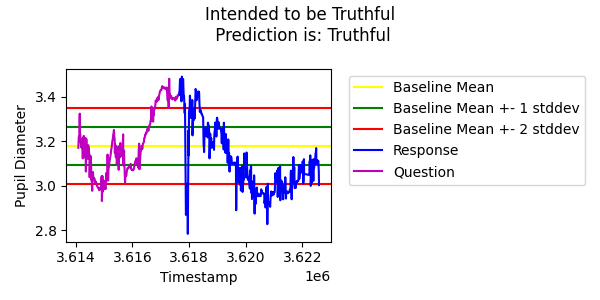 Intended to be Truthful
Prediction is: Truthful
Pupil Diameter
3.4
3.2
3.0
2.8
3.614
3.616
3.618
3.620
3.622
1e6
Timestamp
Baseline Mean
Baseline Mean +- 1 stddev
Baseline Mean +- 2 stddev
Response
Question